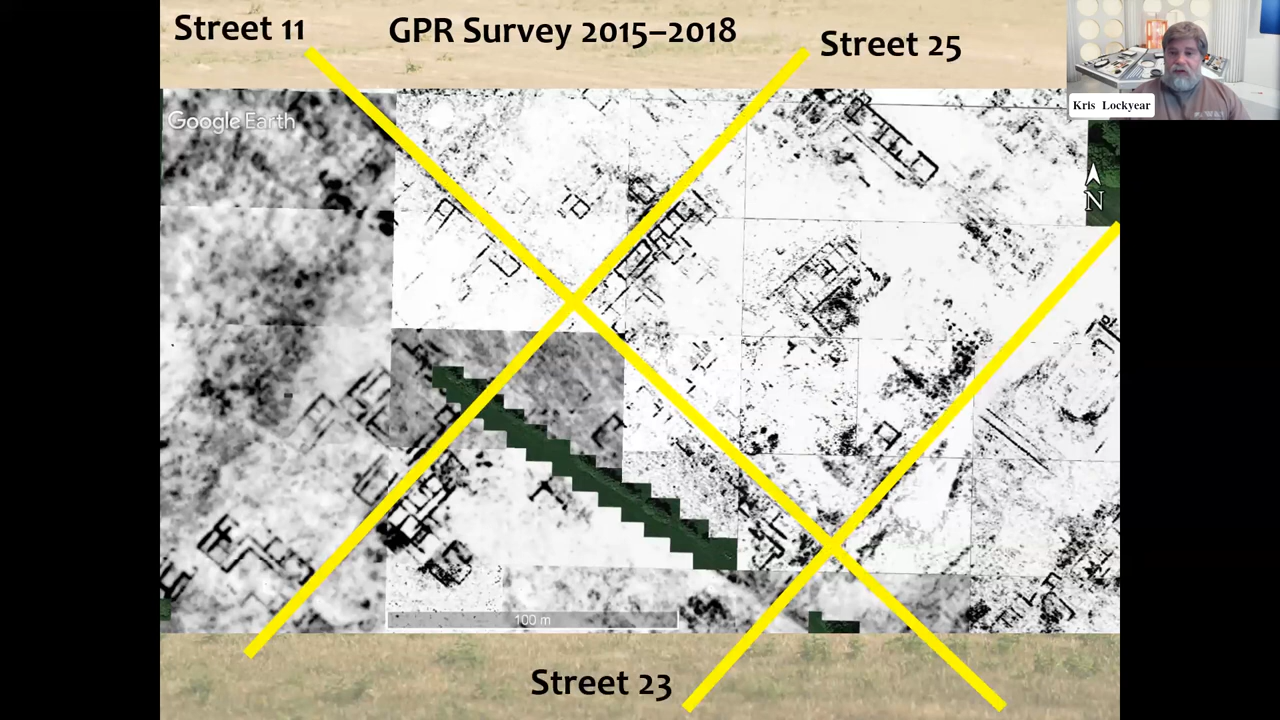 Street 11
GPR Survey 2015–2018
Street 25
Kris Lockyear
Google Earth
N
100 m
Street 23